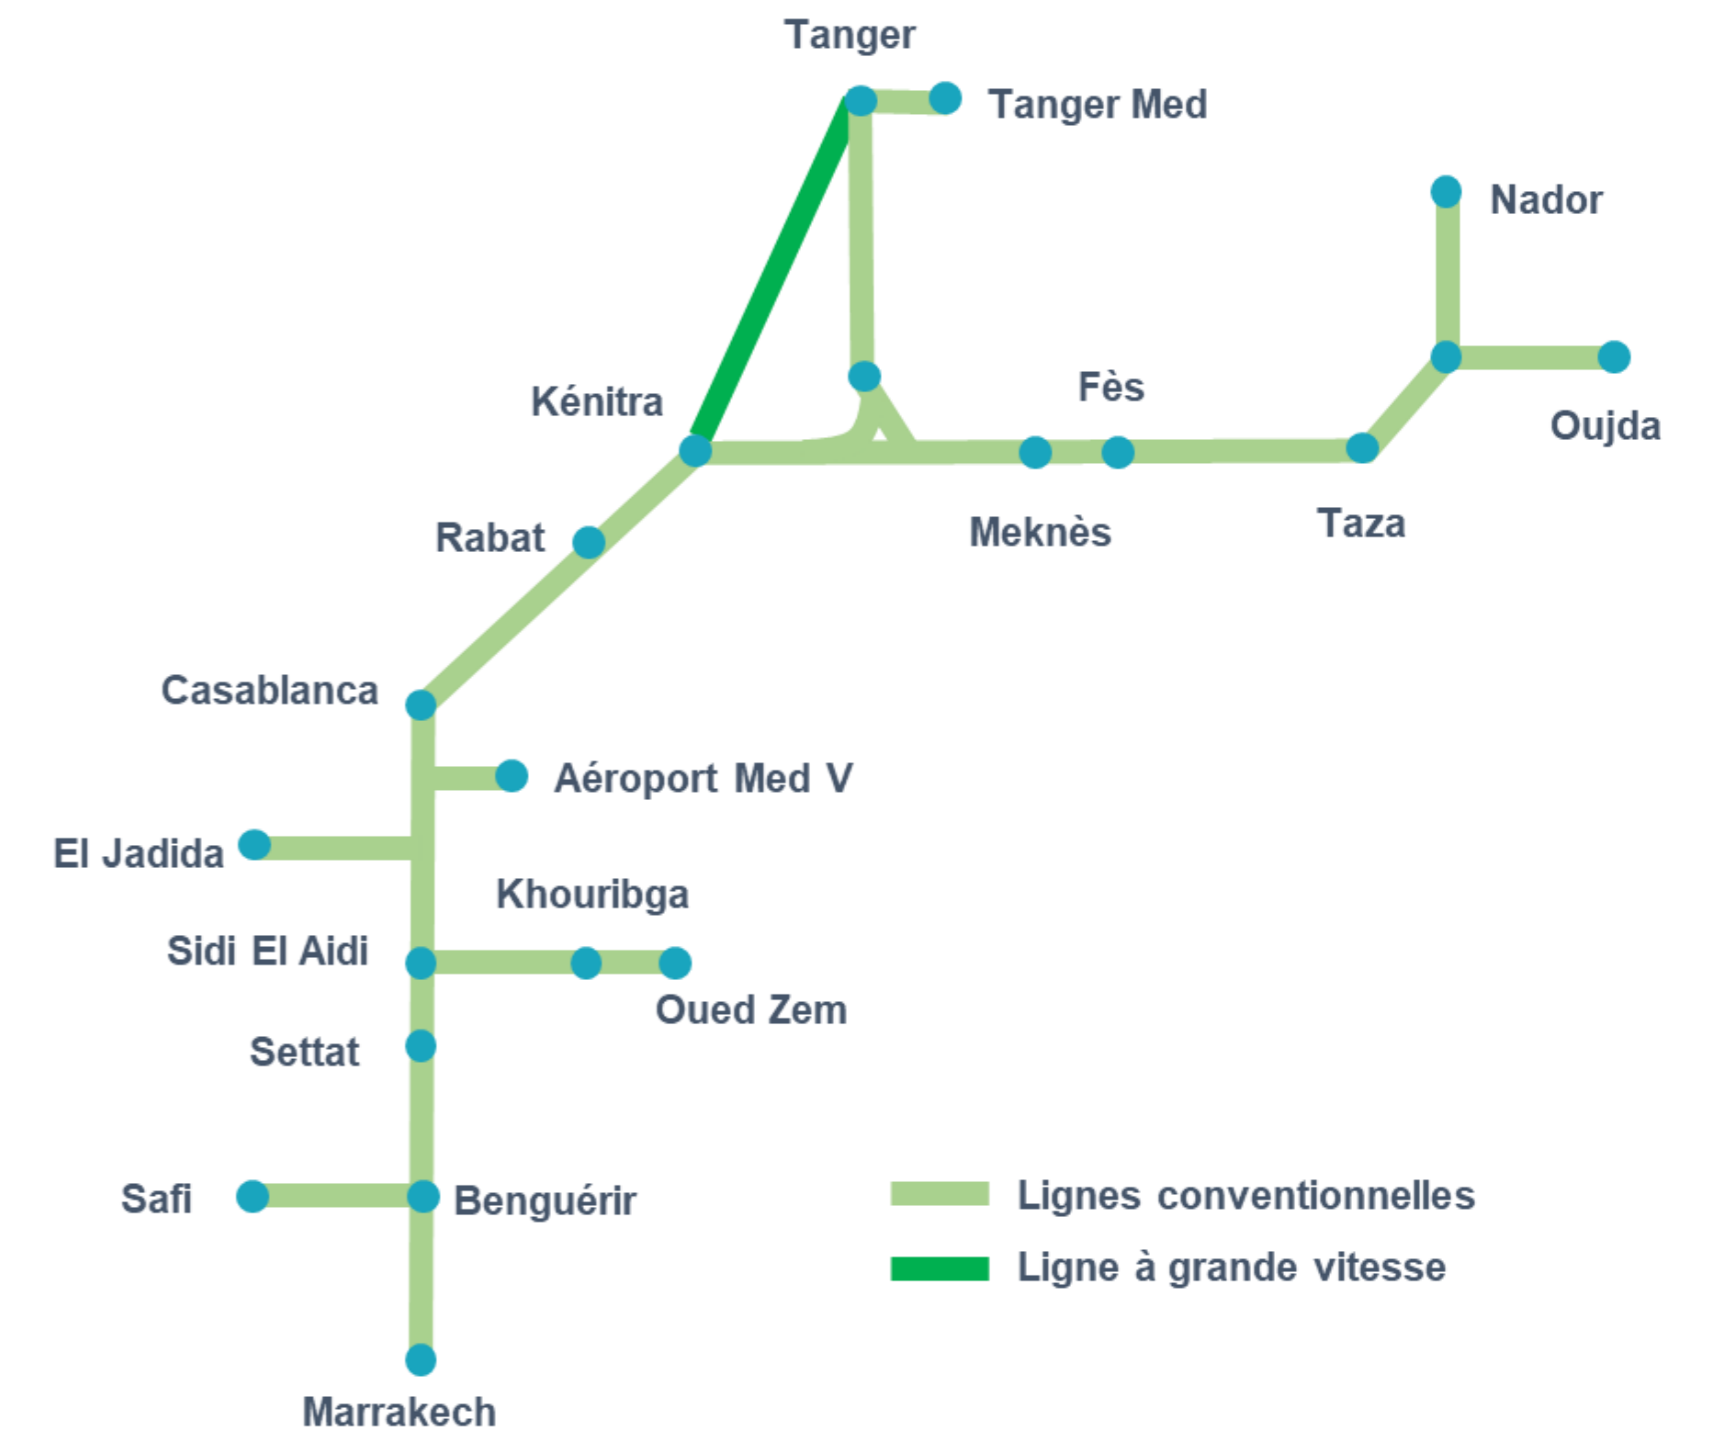 Tanger
Tanger Med
Nador
Kénitra
Fès
Oujda
Rabat
Meknès
Taza
Casablanca
Aéroport Med V
El Jadida
Khouribga
Sidi El Aidi
Oued Zem
Settat
Safi
Benguérir
Lignes conventionnelles
Ligne à grande vitesse
Marrakech